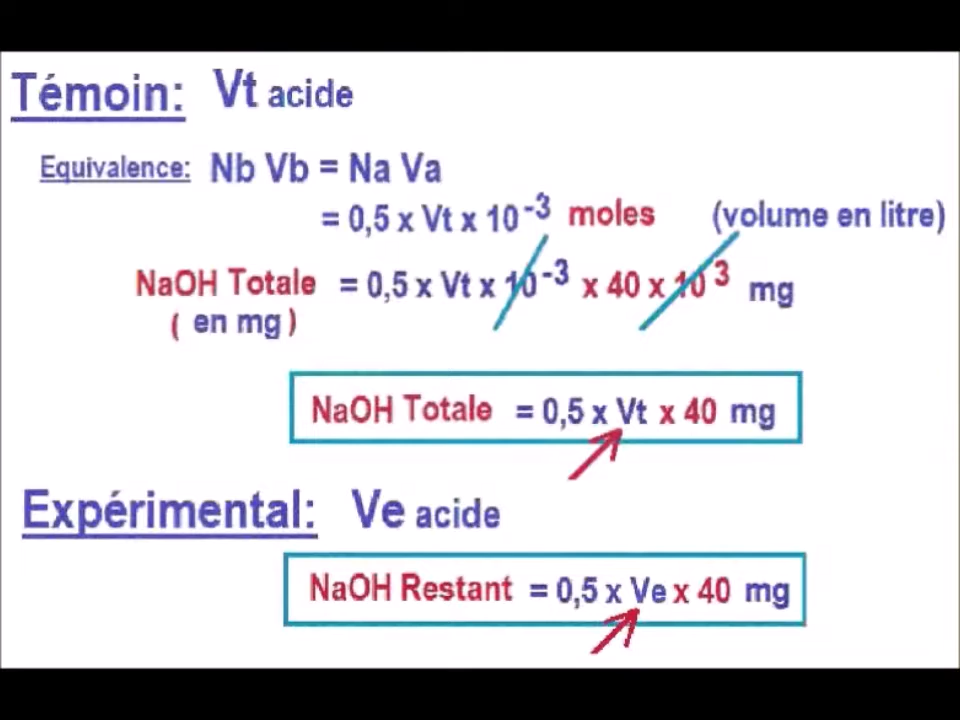 Témoin: Vt acide
Equivalence: Nb Vb = Na Va
= 0,5 x Vt x 10⁻³ moles (volume en litre)
NaOH Totale = 0,5 x Vt x 10⁻³ x 40 x 10³ mg
( en mg )
NaOH Totale = 0,5 x Vt x 40 mg
Expérimental: Ve acide
NaOH Restant = 0,5 x Ve x 40 mg